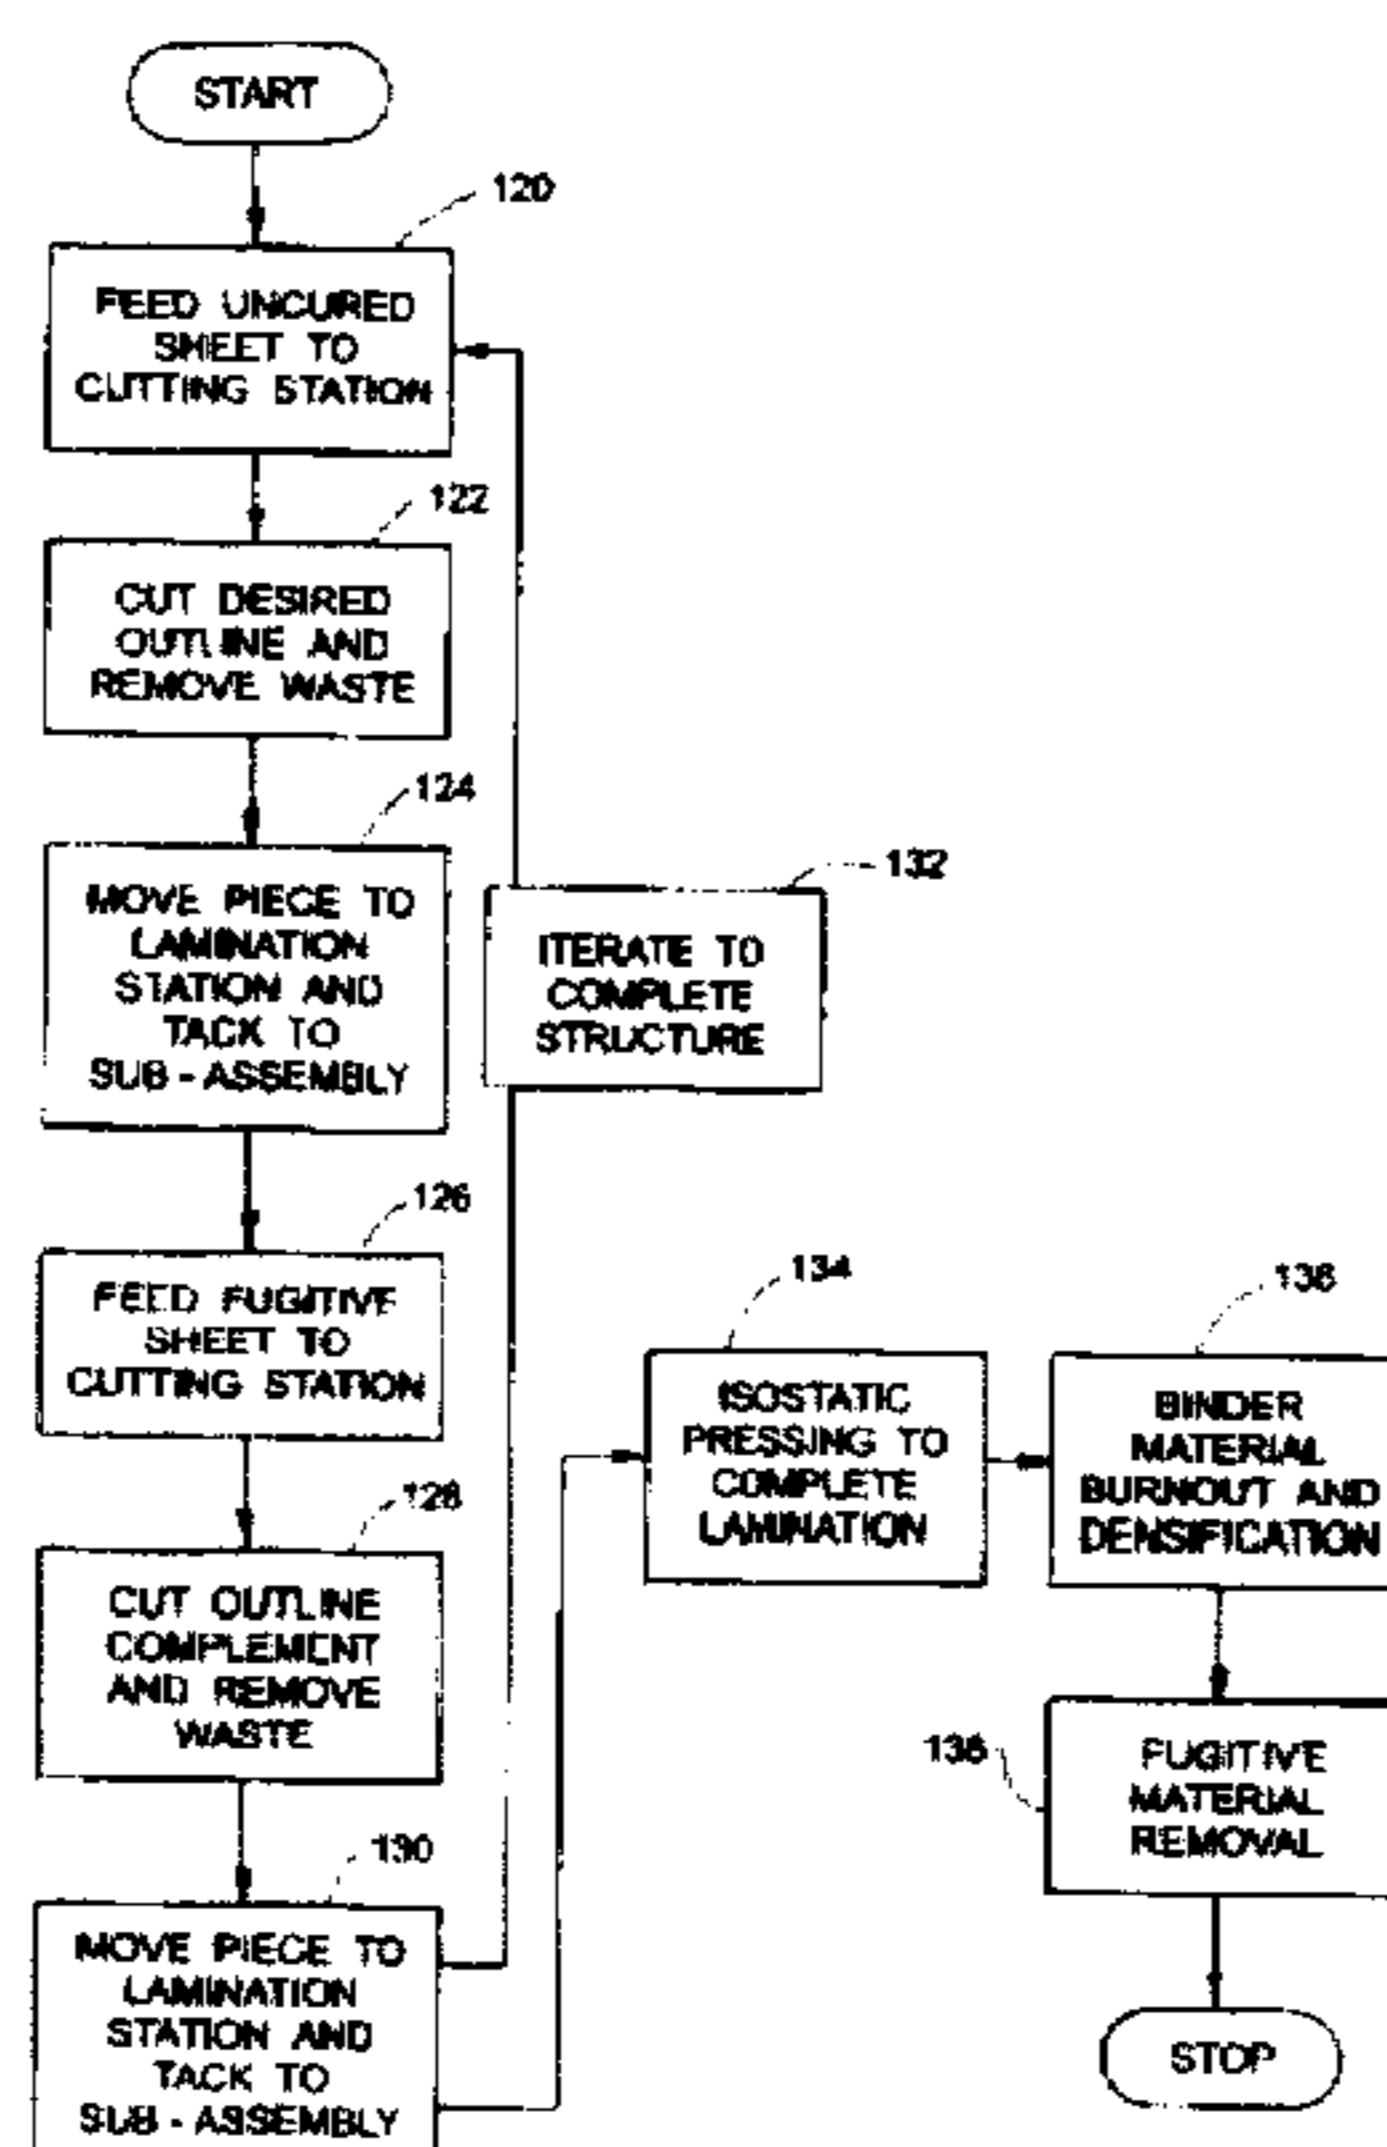 START
120
FEED UNCURED
SHEET TO
CUTTING STATION
122
CUT DESIRED
OUTLINE AND
REMOVE WASTE
124
MOVE PIECE TO
LAMINATION
STATION AND
TACK TO
SUB-ASSEMBLY
132
ITERATE TO
COMPLETE
STRUCTURE
126
FEED FUGITIVE
SHEET TO
CUTTING STATION
128
CUT OUTLINE
COMPLEMENT
AND REMOVE
WASTE
130
MOVE PIECE TO
LAMINATION
STATION AND
TACK TO
SUB-ASSEMBLY
134
ISOSTATIC
PRESSING TO
COMPLETE
LAMINATION
136
BINDER
MATERIAL
BURNOUT AND
DENSIFICATION
138
FUGITIVE
MATERIAL
REMOVAL
STOP